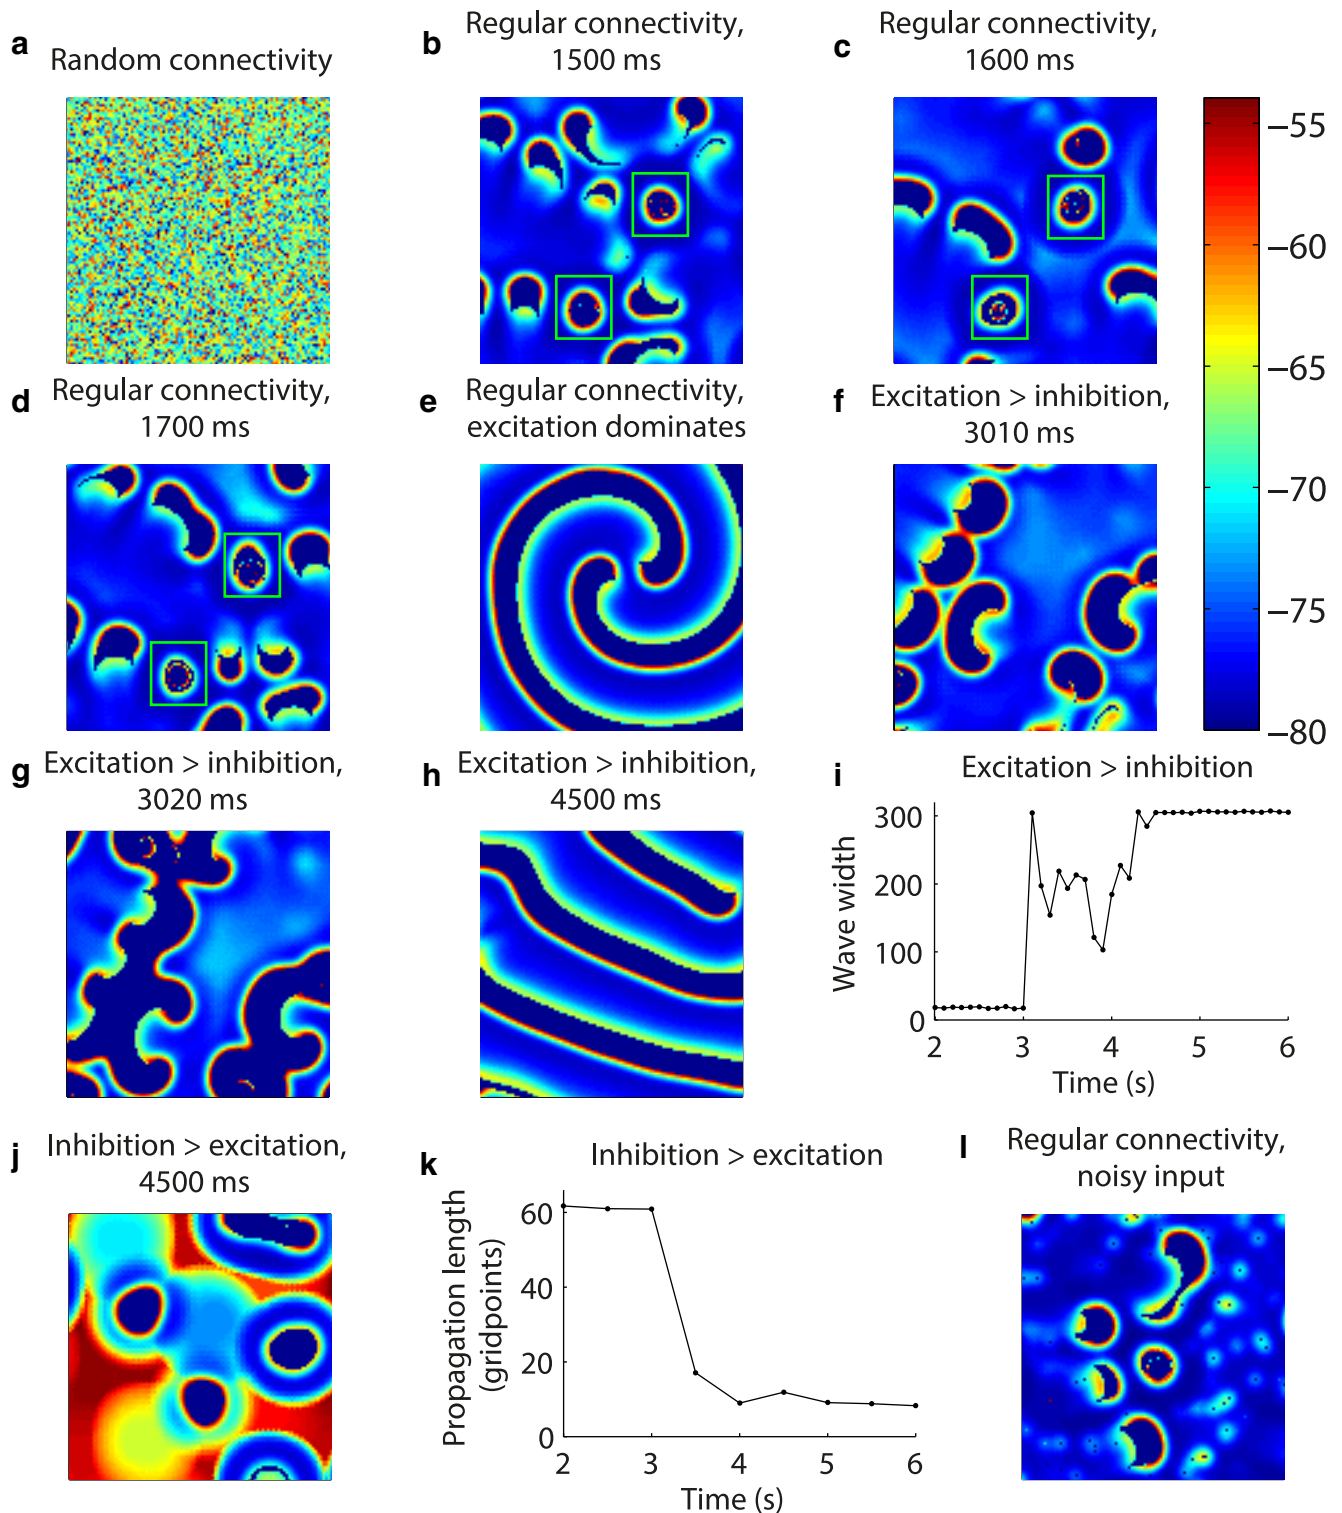 a
Random connectivity
b
Regular connectivity,
1500 ms
c
Regular connectivity,
1600 ms
−55
−60
−65
−70
−75
−80
d
Regular connectivity,
1700 ms
e
Regular connectivity,
excitation dominates
f
Excitation > inhibition,
3010 ms
g
Excitation > inhibition,
3020 ms
h
Excitation > inhibition,
4500 ms
i
Excitation > inhibition
Wave width
300
200
100
0
2 3 4 5 6
Time (s)
j
Inhibition > excitation,
4500 ms
k
Inhibition > excitation
Propagation length
(gridpoints)
60
40
20
0
2 3 4 5 6
Time (s)
l
Regular connectivity,
noisy input